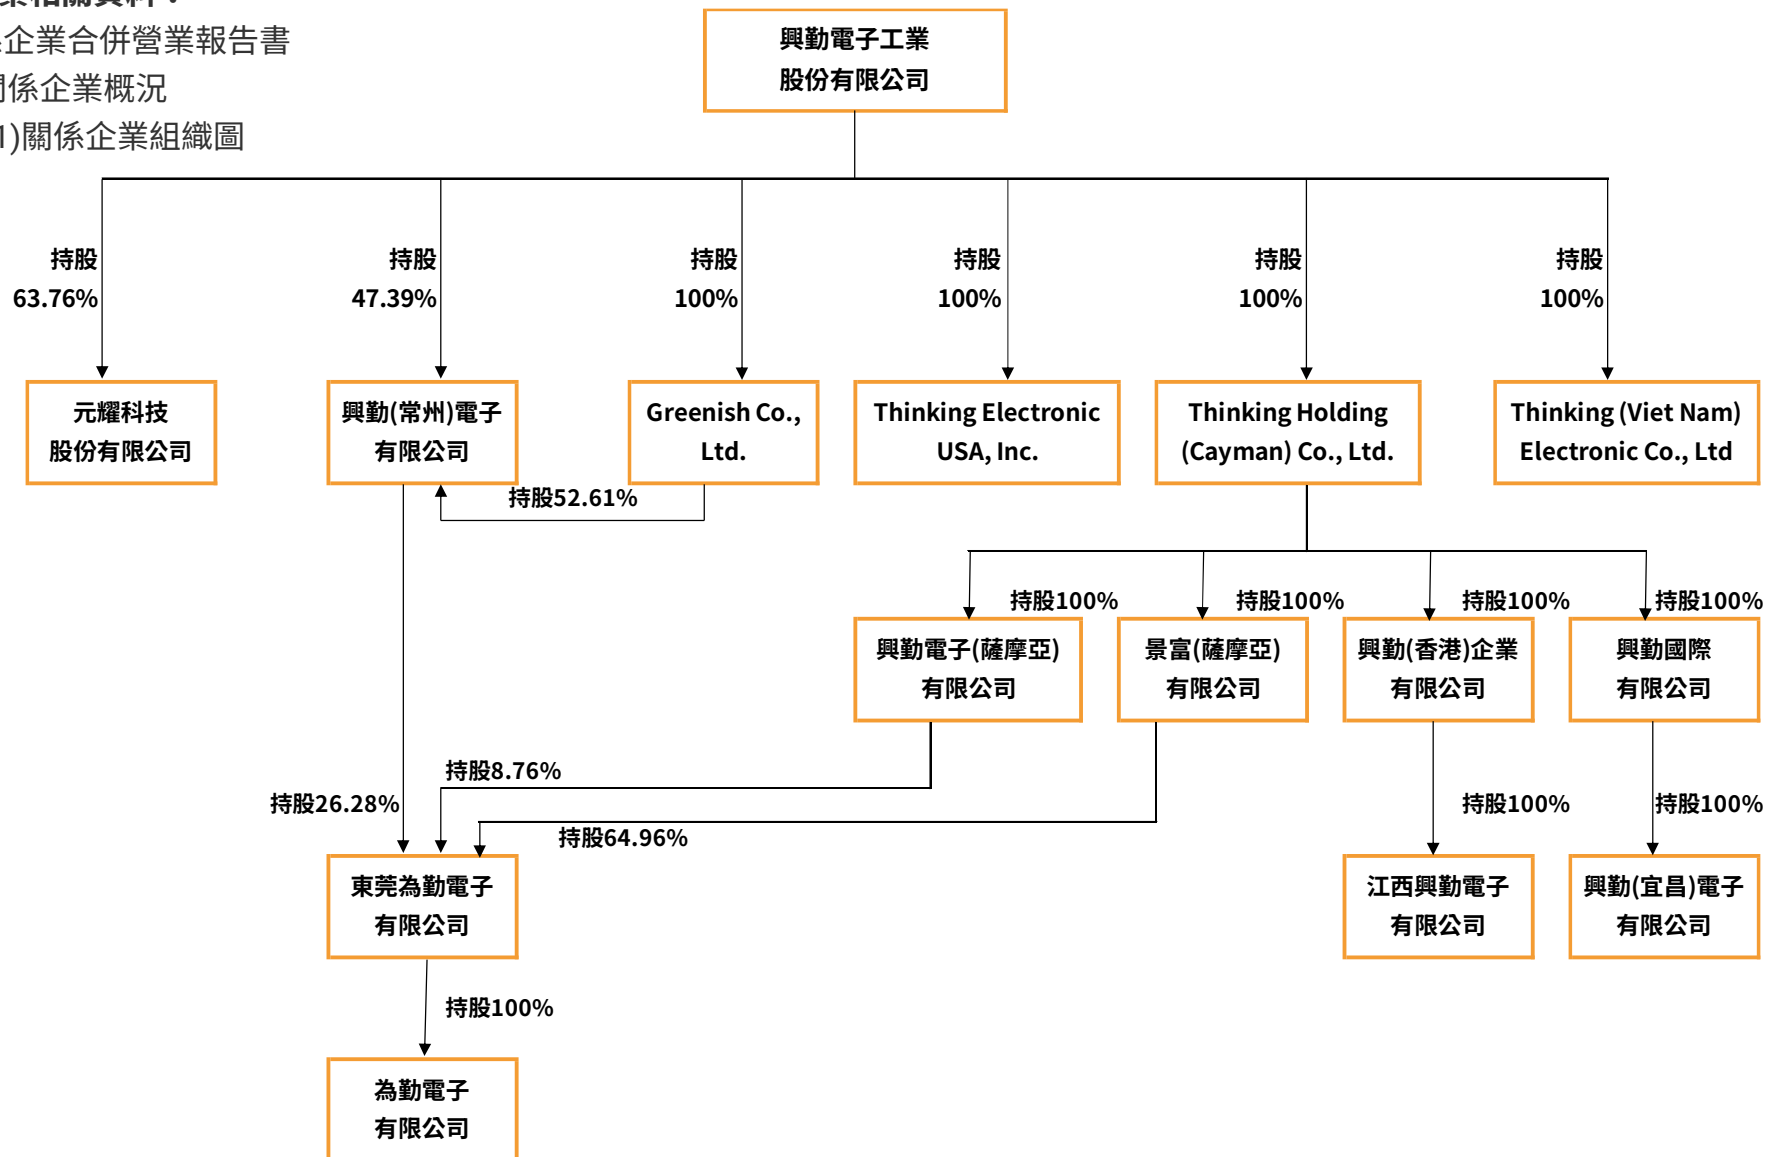 業相關資料：
企業合併營業報告書
係企業概況
1)關係企業組織圖
興勤電子工業
股份有限公司
持股
63.76%
持股
47.39%
持股
100%
持股
100%
持股
100%
持股
100%
元耀科技
股份有限公司
興勤(常州)電子
有限公司
Greenish Co.,
Ltd.
Thinking Electronic
USA, Inc.
Thinking Holding
(Cayman) Co., Ltd.
Thinking (Viet Nam)
Electronic Co., Ltd
持股52.61%
持股100%
持股100%
持股100%
持股100%
興勤電子(薩摩亞)
有限公司
景富(薩摩亞)
有限公司
興勤(香港)企業
有限公司
興勤國際
有限公司
持股8.76%
持股26.28%
持股64.96%
持股100%
持股100%
東莞為勤電子
有限公司
江西興勤電子
有限公司
興勤(宜昌)電子
有限公司
持股100%
為勤電子
有限公司